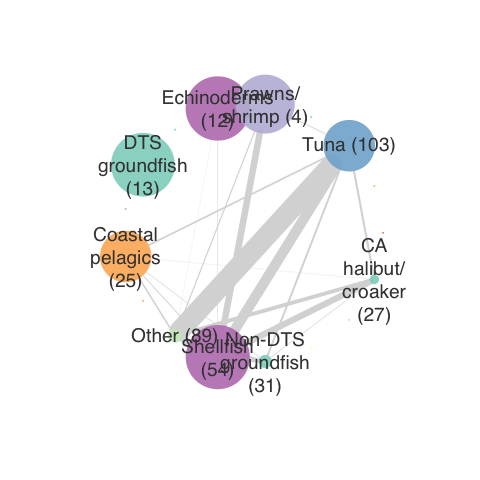 Echinoderms
(12)
Prawns/
shrimp (4)
Tuna (103)
DTS
groundfish
(13)
Coastal
pelagics
(25)
CA
halibut/
croaker
(27)
Other (89)
Shellfish
(54)
Non-DTS
groundfish
(31)